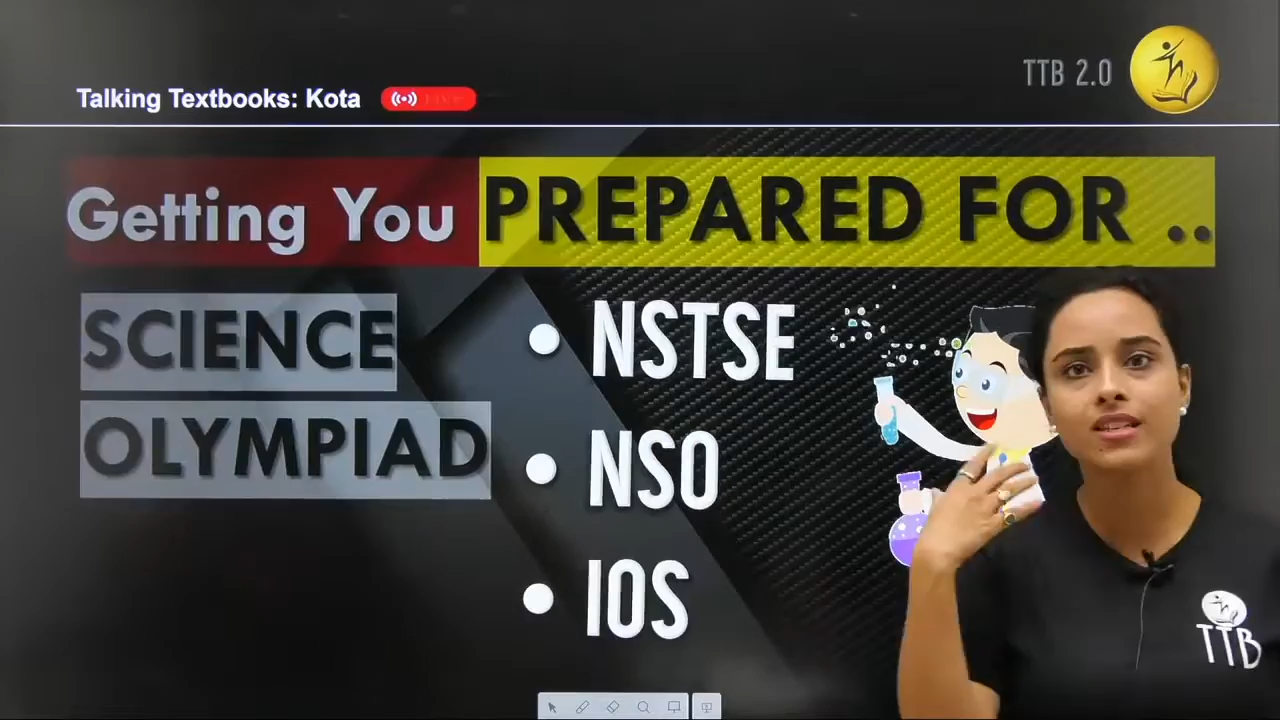 TTB 2.0
Talking Textbooks: Kota
Getting You PREPARED FOR ..
SCIENCE
OLYMPIAD
• NSTSE
• NSO
• IOS
TTB